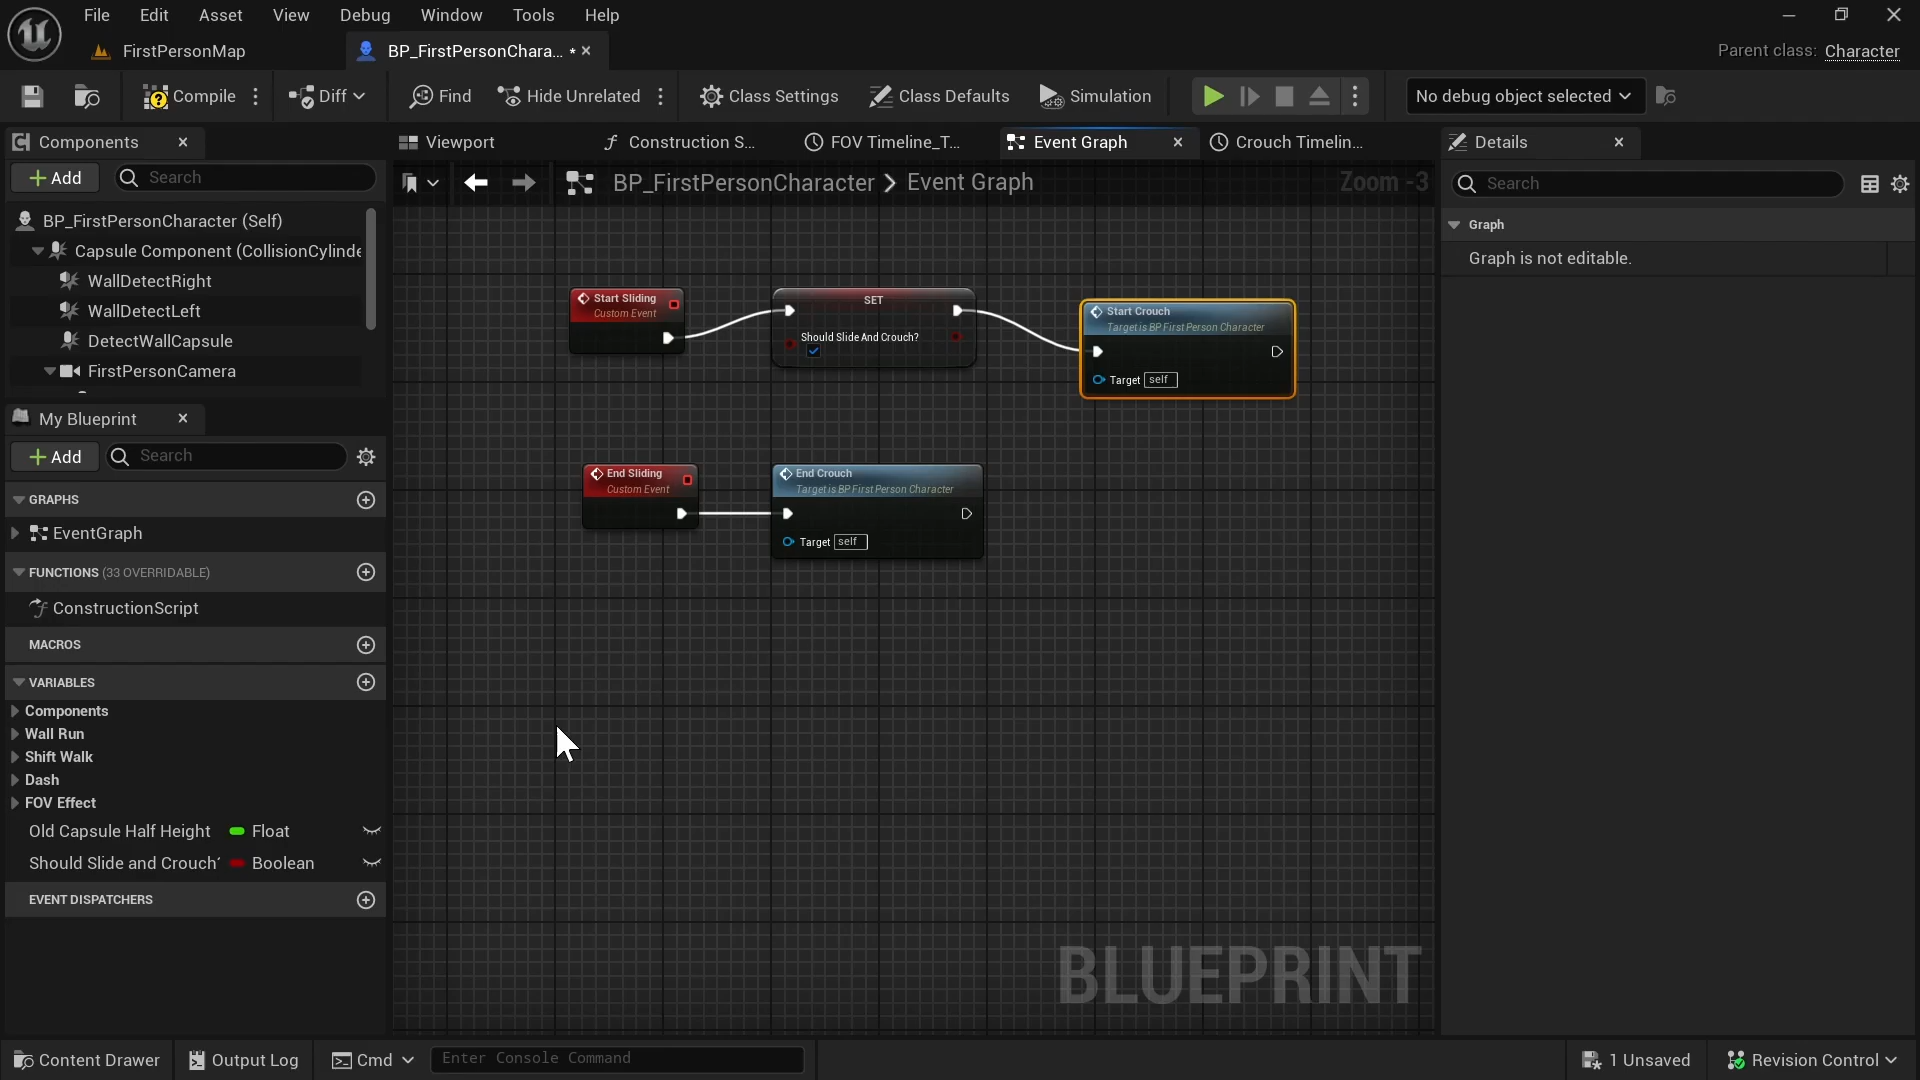 File Edit Asset View Debug Window Tools Help
FirstPersonMap
BP_FirstPersonChara... *
Parent class: Character
Compile
Diff
Find
Hide Unrelated
Class Settings
Class Defaults
Simulation
No debug object selected
Components
Viewport
Construction S...
FOV Timeline_T...
Event Graph
Crouch Timelin...
Details
Add
Search
BP_FirstPersonCharacter > Event Graph
Zoom -3
Search
BP_FirstPersonCharacter (Self)
Capsule Component (CollisionCylinde
WallDetectRight
WallDetectLeft
DetectWallCapsule
FirstPersonCamera
Graph
Graph is not editable.
Start Sliding
Custom Event
SET
Should Slide And Crouch?
Start Crouch
Target is BP First Person Character
Target self
End Sliding
Custom Event
End Crouch
Target is BP First Person Character
Target self
My Blueprint
Add
Search
GRAPHS
EventGraph
FUNCTIONS (33 OVERRIDABLE)
ConstructionScript
MACROS
VARIABLES
Components
Wall Run
Shift Walk
Dash
FOV Effect
Old Capsule Half Height Float
Should Slide and Crouch? Boolean
EVENT DISPATCHERS
BLUEPRINT
Content Drawer
Output Log
Cmd
Enter Console Command
1 Unsaved
Revision Control